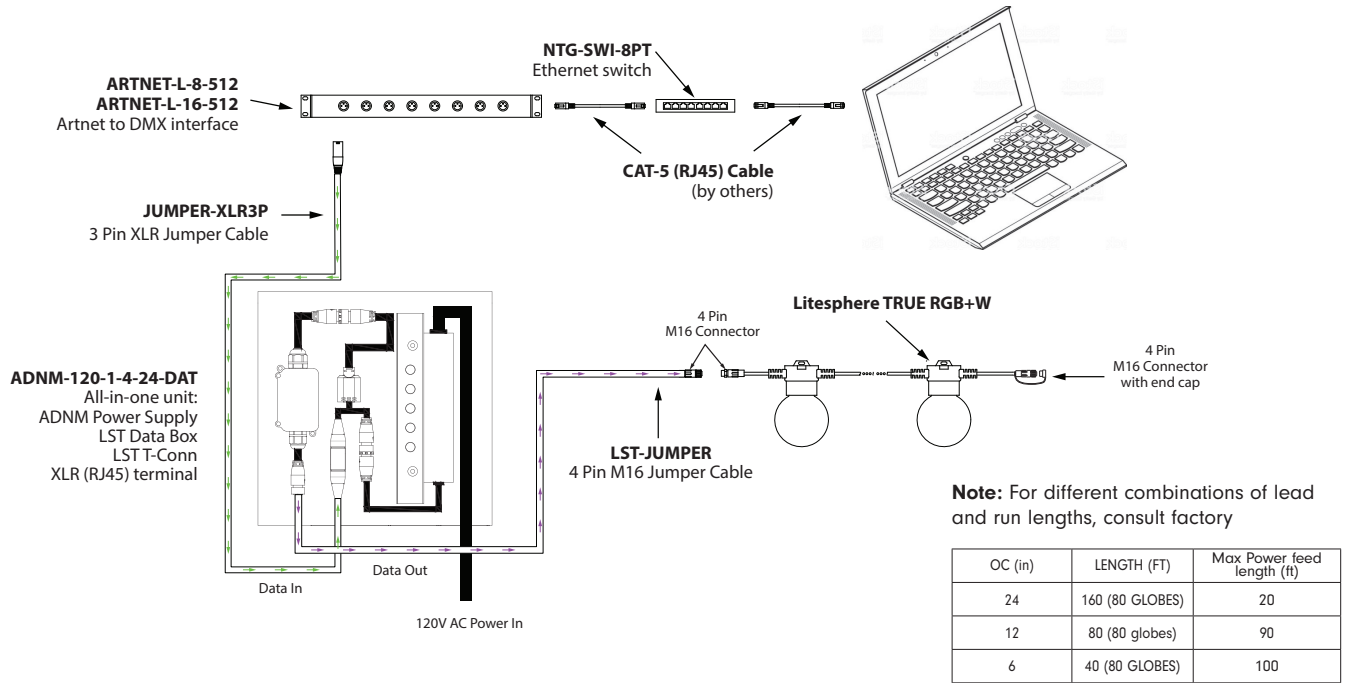 NTG-SWI-8PT
Ethernet switch
ARTNET-L-8-512
ARTNET-L-16-512
Artnet to DMX interface
CAT-5 (RJ45) Cable
(by others)
JUMPER-XLR3P
3 Pin XLR Jumper Cable
Litesphere TRUE RGB+W
4 Pin
M16 Connector
4 Pin
M16 Connector
with end cap
ADNM-120-1-4-24-DAT
All-in-one unit:
ADNM Power Supply
LST Data Box
LST T-Conn
XLR (RJ45) terminal
LST-JUMPER
4 Pin M16 Jumper Cable
Data In
Data Out
120V AC Power In
Note: For different combinations of lead
and run lengths, consult factory
OC (in) LENGTH (FT) Max Power feed
length (ft)
24 160 (80 GLOBES) 20
12 80 (80 globes) 90
6 40 (80 GLOBES) 100